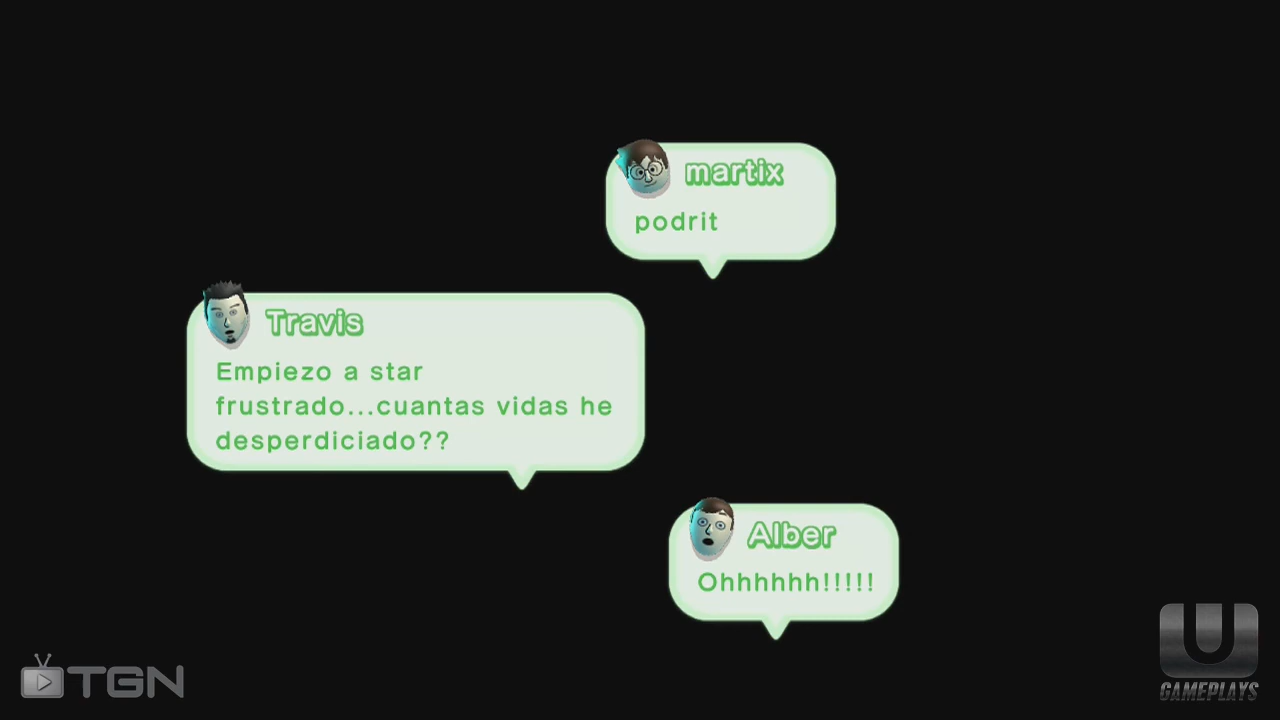 martix
podrit
Travis
Empiezo a star
frustrado...cuantas vidas he
desperdiciado??
Alber
Ohhhhhh!!!!!
TGN
U
GAMEPLAYS